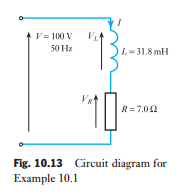 I
V = 100 V
50 Hz
V_L
L = 31.8 mH
V_R
R = 7.0 Ω
Fig. 10.13 Circuit diagram for
Example 10.1